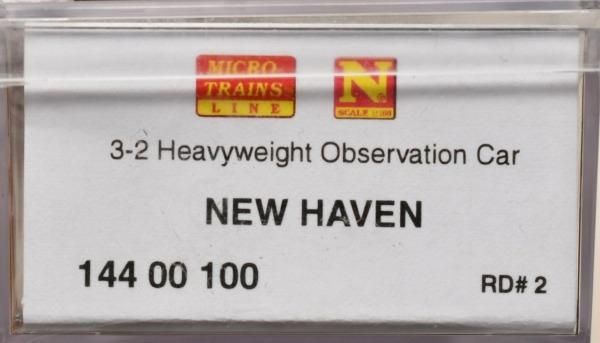 MICRO-
TRAINS
LINE
N
SCALE 1:160
3-2 Heavyweight Observation Car
NEW HAVEN
144 00 100 RD# 2